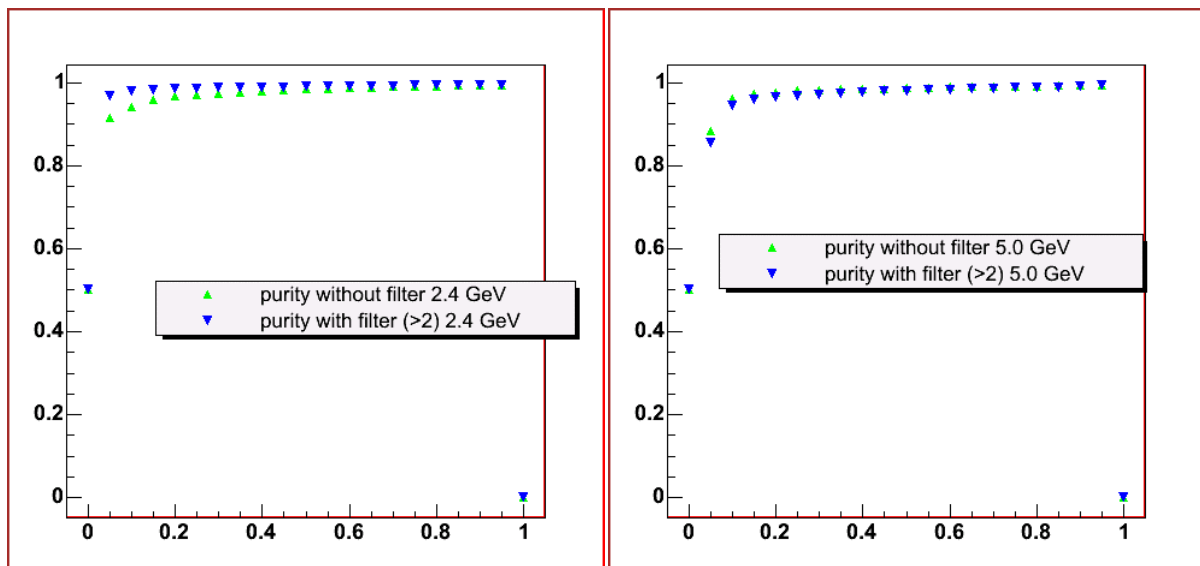 1
0.8
0.6
0.4
0.2
0
0 0.2 0.4 0.6 0.8 1
purity without filter 2.4 GeV
purity with filter (>2) 2.4 GeV
1
0.8
0.6
0.4
0.2
0
0 0.2 0.4 0.6 0.8 1
purity without filter 5.0 GeV
purity with filter (>2) 5.0 GeV